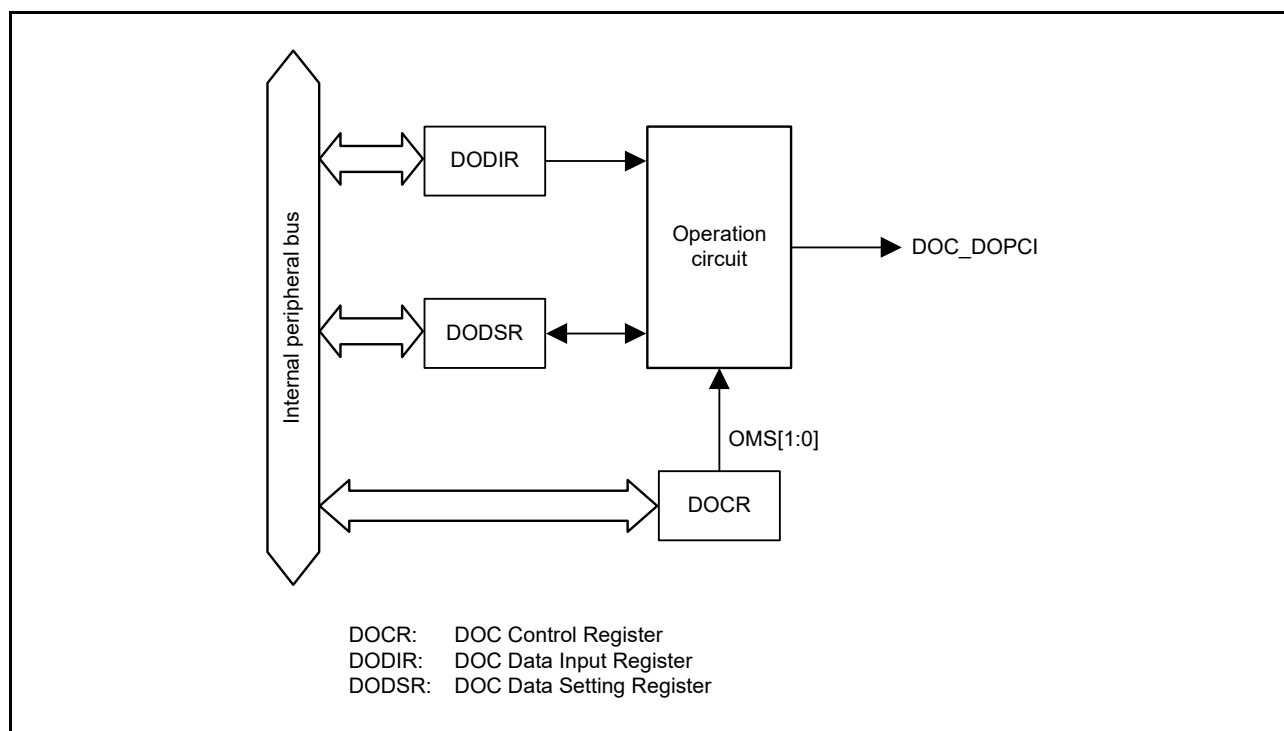 Internal peripheral bus
DODIR
Operation
circuit
DOC_DOPCI
DODSR
OMS[1:0]
DOCR
DOCR: DOC Control Register
DODIR: DOC Data Input Register
DODSR: DOC Data Setting Register